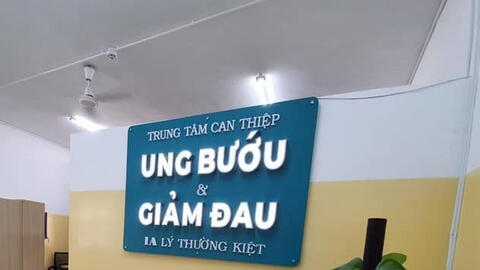 TRUNG TÂM CAN THIỆP
UNG BƯỚU
&
GIẢM ĐAU
1A LÝ THƯỜNG KIỆT